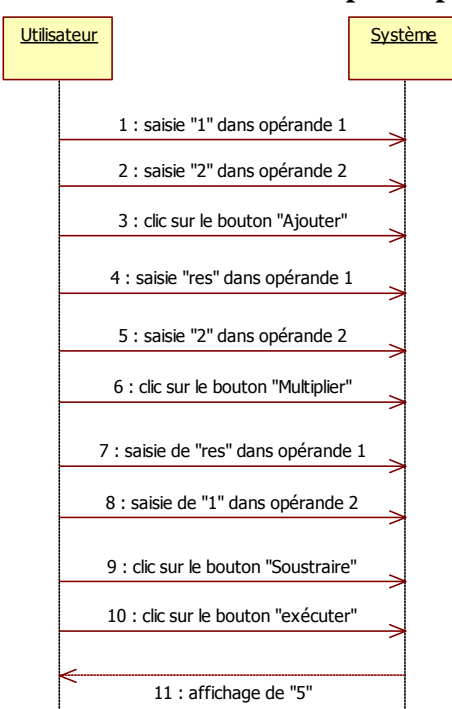 Utilisateur
Système
1 : saisie "1" dans opérande 1
2 : saisie "2" dans opérande 2
3 : clic sur le bouton "Ajouter"
4 : saisie "res" dans opérande 1
5 : saisie "2" dans opérande 2
6 : clic sur le bouton "Multiplier"
7 : saisie de "res" dans opérande 1
8 : saisie de "1" dans opérande 2
9 : clic sur le bouton "Soustraire"
10 : clic sur le bouton "exécuter"
11 : affichage de "5"